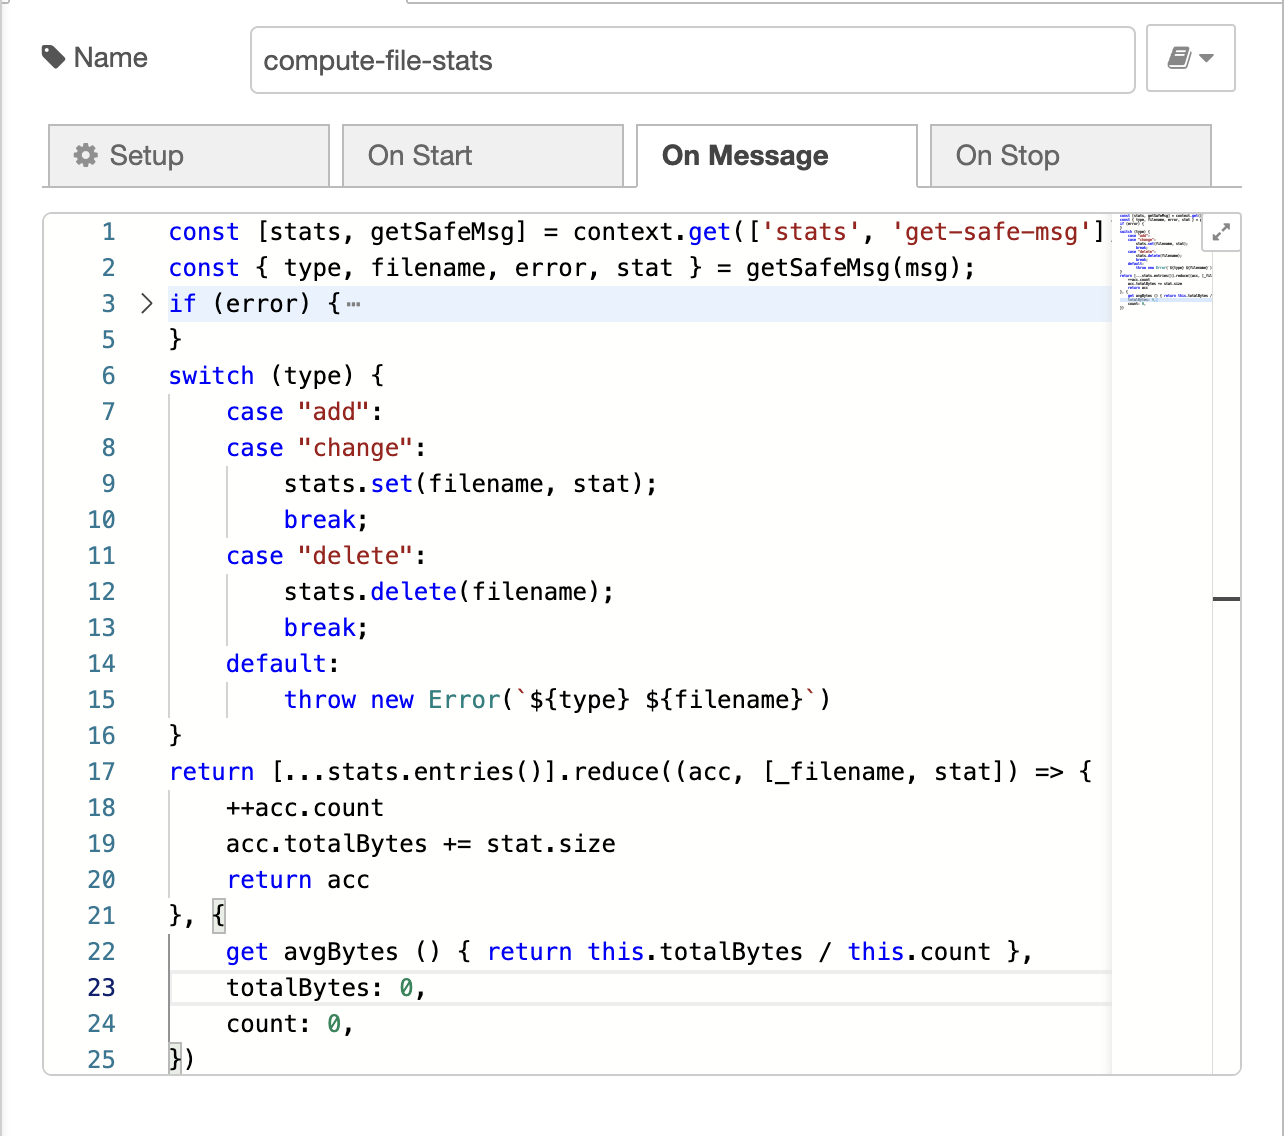 Name
compute-file-stats
Setup
On Start
On Message
On Stop
1 const [stats, getSafeMsg] = context.get(['stats', 'get-safe-msg']
2 const { type, filename, error, stat } = getSafeMsg(msg);
3 if (error) {⋯
5 }
6 switch (type) {
7     case "add":
8     case "change":
9         stats.set(filename, stat);
10         break;
11     case "delete":
12         stats.delete(filename);
13         break;
14     default:
15         throw new Error(`${type} ${filename}`)
16 }
17 return [...stats.entries()].reduce((acc, [_filename, stat]) => {
18     ++acc.count
19     acc.totalBytes += stat.size
20     return acc
21 }, {
22     get avgBytes () { return this.totalBytes / this.count },
23     totalBytes: 0,
24     count: 0,
25 })